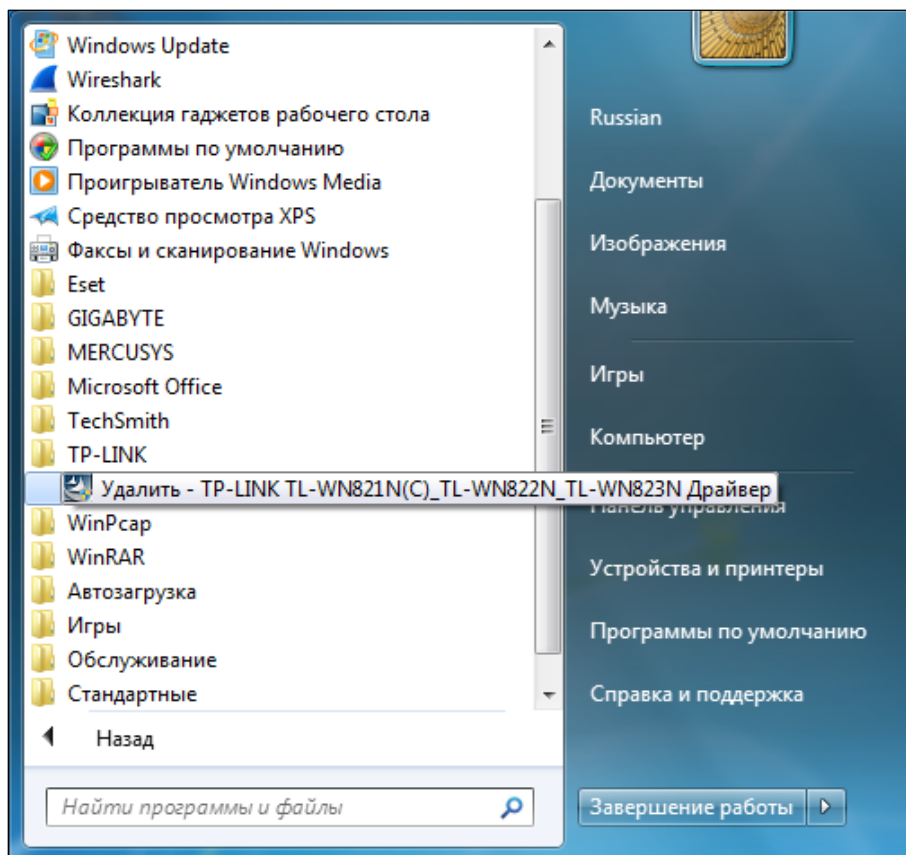 Windows Update
Wireshark
Коллекция гаджетов рабочего стола
Программы по умолчанию
Проигрыватель Windows Media
Средство просмотра XPS
Факсы и сканирование Windows
Eset
GIGABYTE
MERCUSYS
Microsoft Office
TechSmith
TP-LINK
Удалить - TP-LINK TL-WN821N(C)_TL-WN822N_TL-WN823N Драйвер
WinPcap
WinRAR
Автозагрузка
Игры
Обслуживание
Стандартные
Назад
Найти программы и файлы
Russian
Документы
Изображения
Музыка
Игры
Компьютер
Панель управления
Устройства и принтеры
Программы по умолчанию
Справка и поддержка
Завершение работы